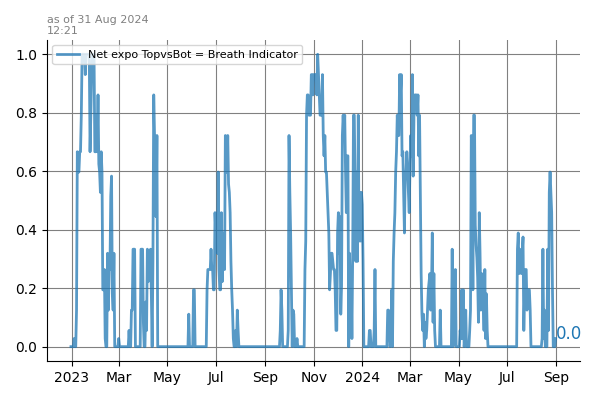 as of 31 Aug 2024
12:21
Net expo TopvsBot = Breath Indicator
1.0
0.8
0.6
0.4
0.2
0.0
0.0
2023 Mar May Jul Sep Nov 2024 Mar May Jul Sep